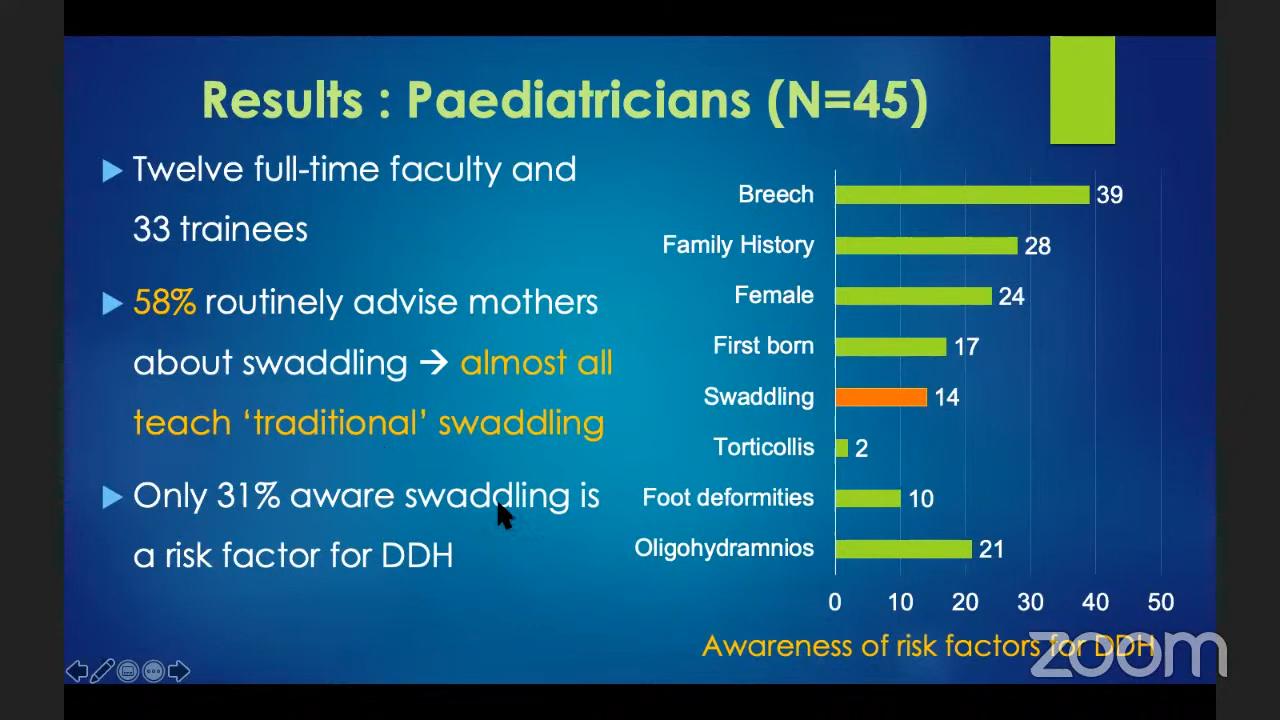 Results : Paediatricians (N=45)
Twelve full-time faculty and
33 trainees
58% routinely advise mothers
about swaddling → almost all
teach ‘traditional’ swaddling
Only 31% aware swaddling is
a risk factor for DDH
Breech 39
Family History 28
Female 24
First born 17
Swaddling 14
Torticollis 2
Foot deformities 10
Oligohydramnios 21
0 10 20 30 40 50
Awareness of risk factors for DDH
zoom